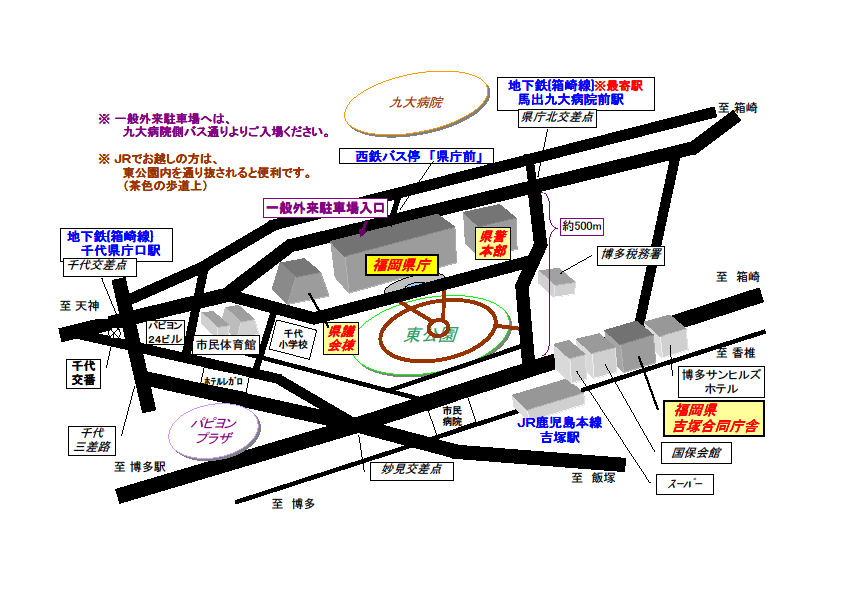 九大病院
地下鉄(箱崎線)※最寄駅
馬出九大病院前駅
県庁北交差点
至 箱崎
※ 一般外来駐車場へは、
九大病院側バス通りよりご入場ください。
※ JRでお越しの方は、
東公園内を通り抜されると便利です。
(茶色の歩道上)
西鉄バス停 「県庁前」
一般外来駐車場入口
県警
本部
約500m
地下鉄(箱崎線)
千代県庁口駅
千代交差点
福岡県庁
博多税務署
至 箱崎
至 天神
パピヨン
24ビル
市民体育館
千代
小学校
県議
会棟
東公園
至 香椎
千代
交番
ホテルレガロ
博多サンヒルズ
ホテル
パピヨン
プラザ
市民
病院
JR鹿児島本線
吉塚駅
福岡県
吉塚合同庁舎
千代
三差路
国保会館
至 博多駅
妙見交差点
至 飯塚
スーパー
至 博多